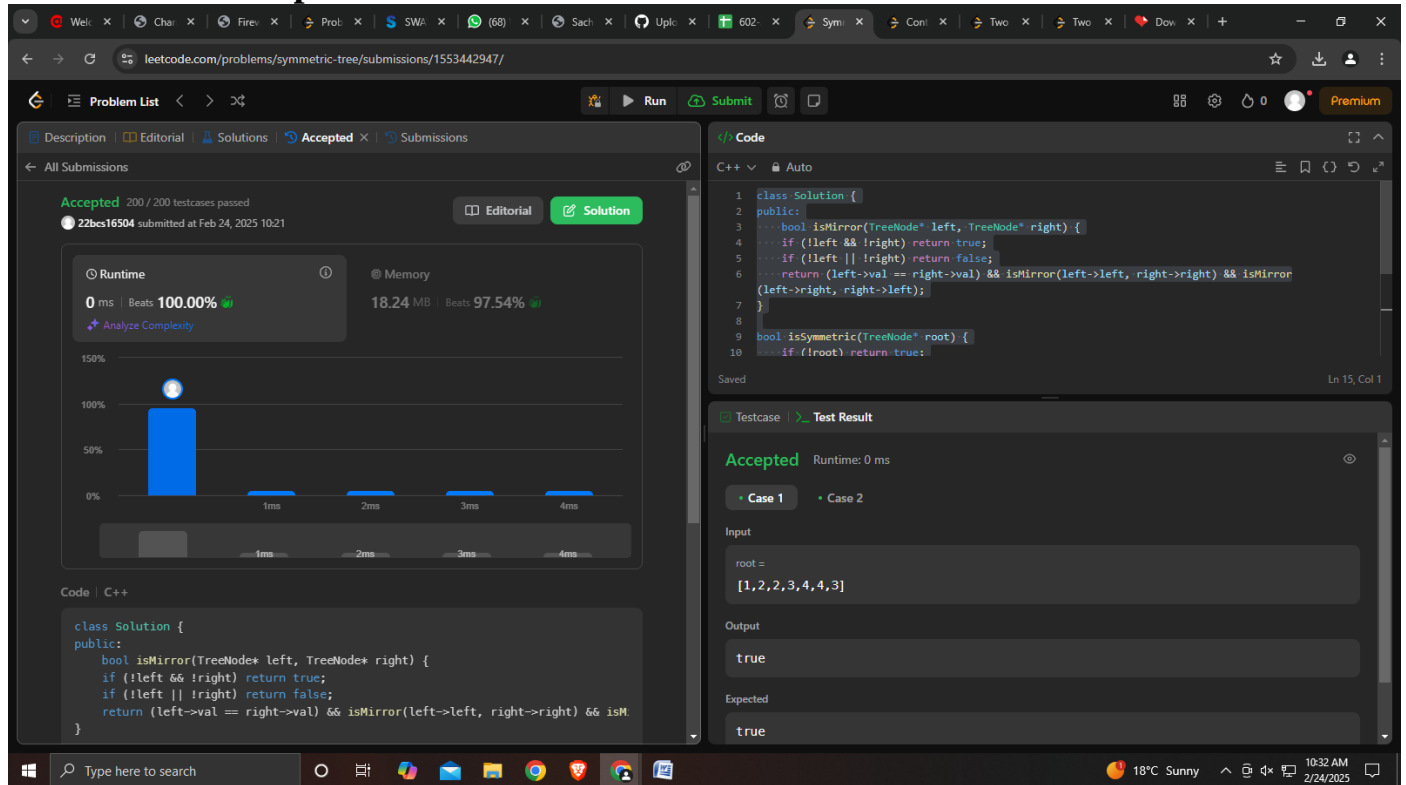 Welc
Char
Firev
Prob
SWA
(68)
Sach
Uplo
602-
Sym
Cont
Two
Two
Dow
leetcode.com/problems/symmetric-tree/submissions/1553442947/
Problem List
Run
Submit
0
Premium
Description
Editorial
Solutions
Accepted
Submissions
All Submissions
Accepted 200 / 200 testcases passed
22bcs16504 submitted at Feb 24, 2025 10:21
Editorial
Solution
Runtime
0 ms Beats 100.00%
Analyze Complexity
Memory
18.24 MB Beats 97.54%
150%
100%
50%
0%
1ms 2ms 3ms 4ms
1ms 2ms 3ms 4ms
Code C++
class Solution {
public:
    bool isMirror(TreeNode* left, TreeNode* right) {
    if (!left && !right) return true;
    if (!left || !right) return false;
    return (left->val == right->val) && isMirror(left->left, right->right) && isM
}
</> Code
C++ Auto
1 class Solution {
2 public:
3 ····bool·isMirror(TreeNode*·left,·TreeNode*·right)·{
4 ····if·(!left·&&·!right)·return·true;
5 ····if·(!left·||·!right)·return·false;
6 ····return·(left->val·==·right->val)·&&·isMirror(left->left,·right->right)·&&·isMirror
(left->right,·right->left);
7 }
8
9 bool·isSymmetric(TreeNode*·root)·{
10 ····if·(!root)·return·true;
Saved
Ln 15, Col 1
Testcase
>_ Test Result
Accepted Runtime: 0 ms
• Case 1 • Case 2
Input
root =
[1,2,2,3,4,4,3]
Output
true
Expected
true
Type here to search
18°C Sunny
10:32 AM
2/24/2025